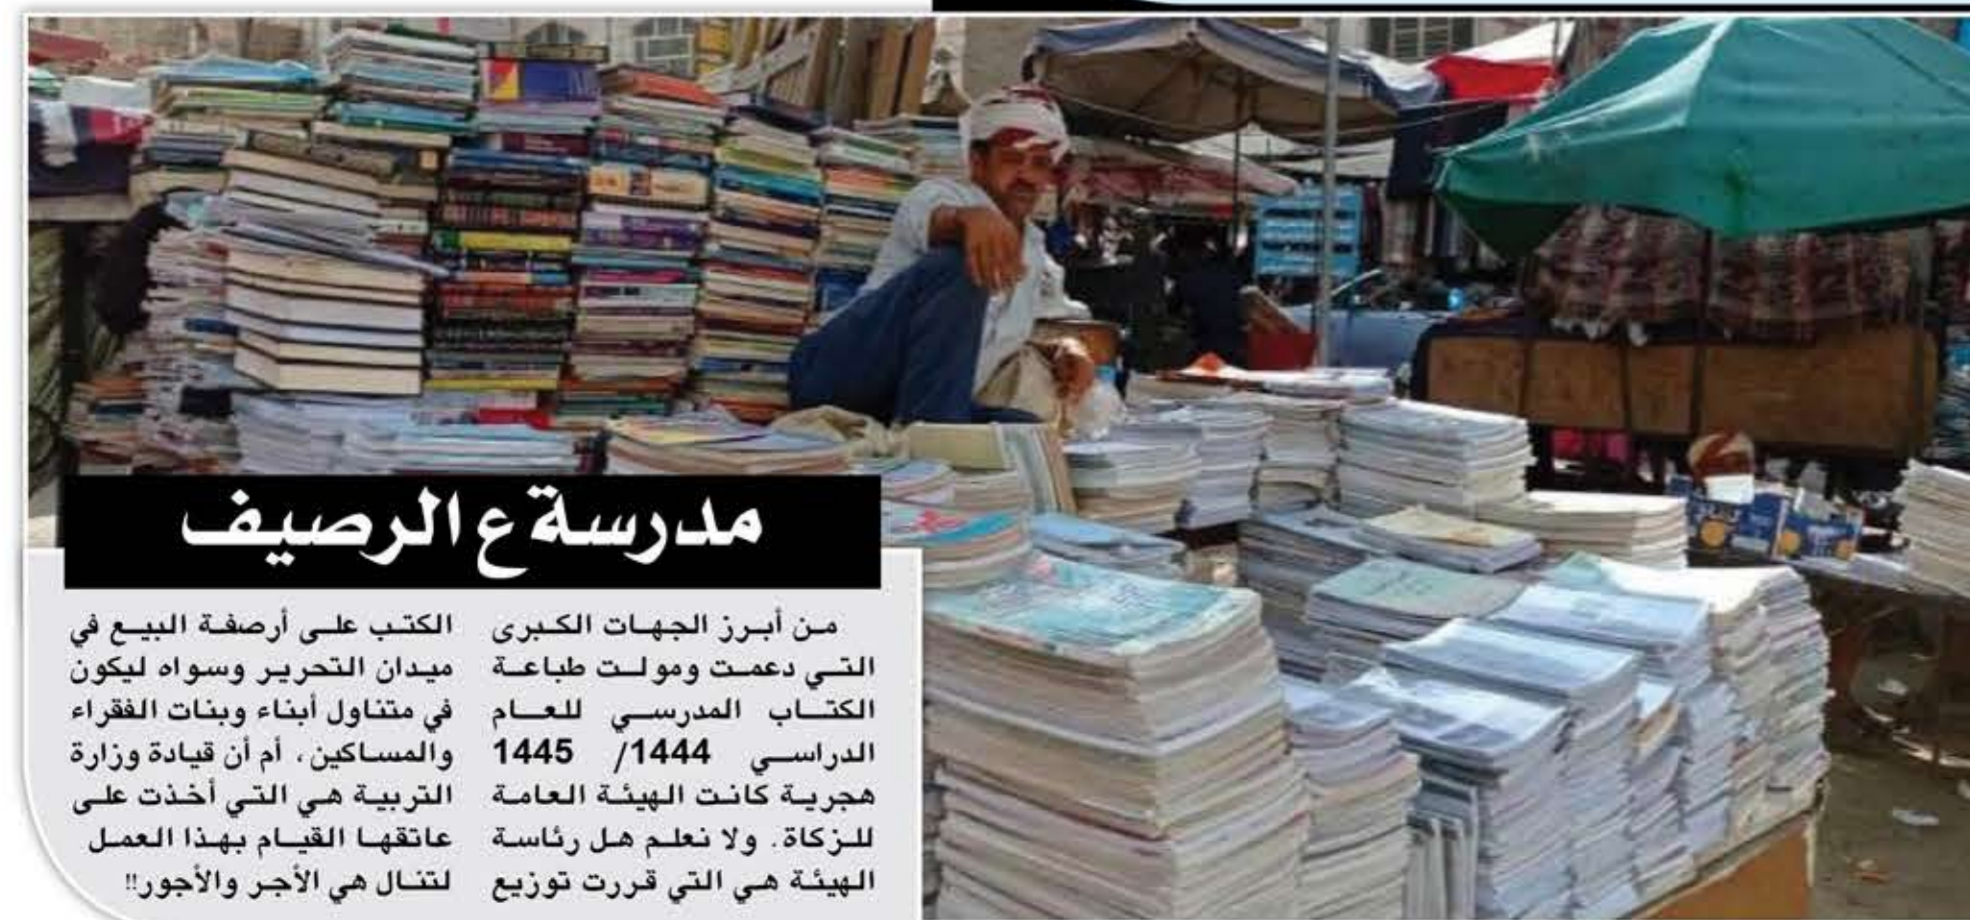 مدرسة ع الرصيف
من أبرز الجهات الكبرى
التي دعمت ومولت طباعة
الكتاب المدرسي للعام
الدراسي 1444/ 1445
هجرية كانت الهيئة العامة
للزكاة. ولا نعلم هل رئاسة
الهيئة هي التي قررت توزيع
الكتب على أرصفة البيع في
ميدان التحرير وسواه ليكون
في متناول أبناء وبنات الفقراء
والمساكين، أم أن قيادة وزارة
التربية هي التي أخذت على
عاتقها القيام بهذا العمل
لتنال هي الأجر والأجور!!